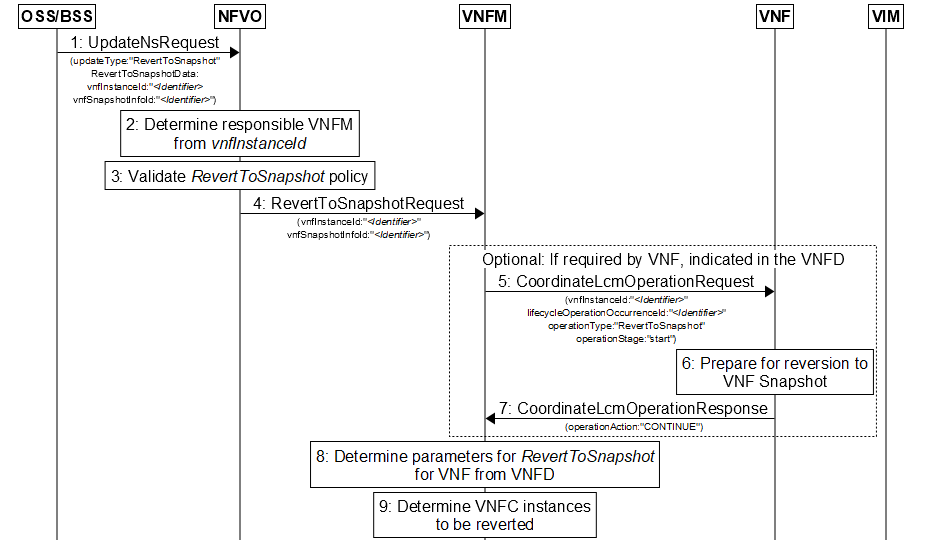 OSS/BSS NFVO VNFM VNF VIM
1: UpdateNsRequest
(updateType:"RevertToSnapshot"
RevertToSnapshotData:
vnfInstanceId:"<Identifier>
vnfSnapshotInfoId:"<Identifier>")
2: Determine responsible VNFM
from vnfInstanceId
3: Validate RevertToSnapshot policy
4: RevertToSnapshotRequest
(vnfInstanceId:"<Identifier>"
vnfSnapshotInfoId:"<Identifier>")
Optional: If required by VNF, indicated in the VNFD
5: CoordinateLcmOperationRequest
(vnfInstanceId:"<Identifier>"
lifecycleOperationOccurrenceId:"<Identifier>"
operationType:"RevertToSnapshot"
operationStage:"start")
6: Prepare for reversion to
VNF Snapshot
7: CoordinateLcmOperationResponse
(operationAction:"CONTINUE")
8: Determine parameters for RevertToSnapshot
for VNF from VNFD
9: Determine VNFC instances
to be reverted